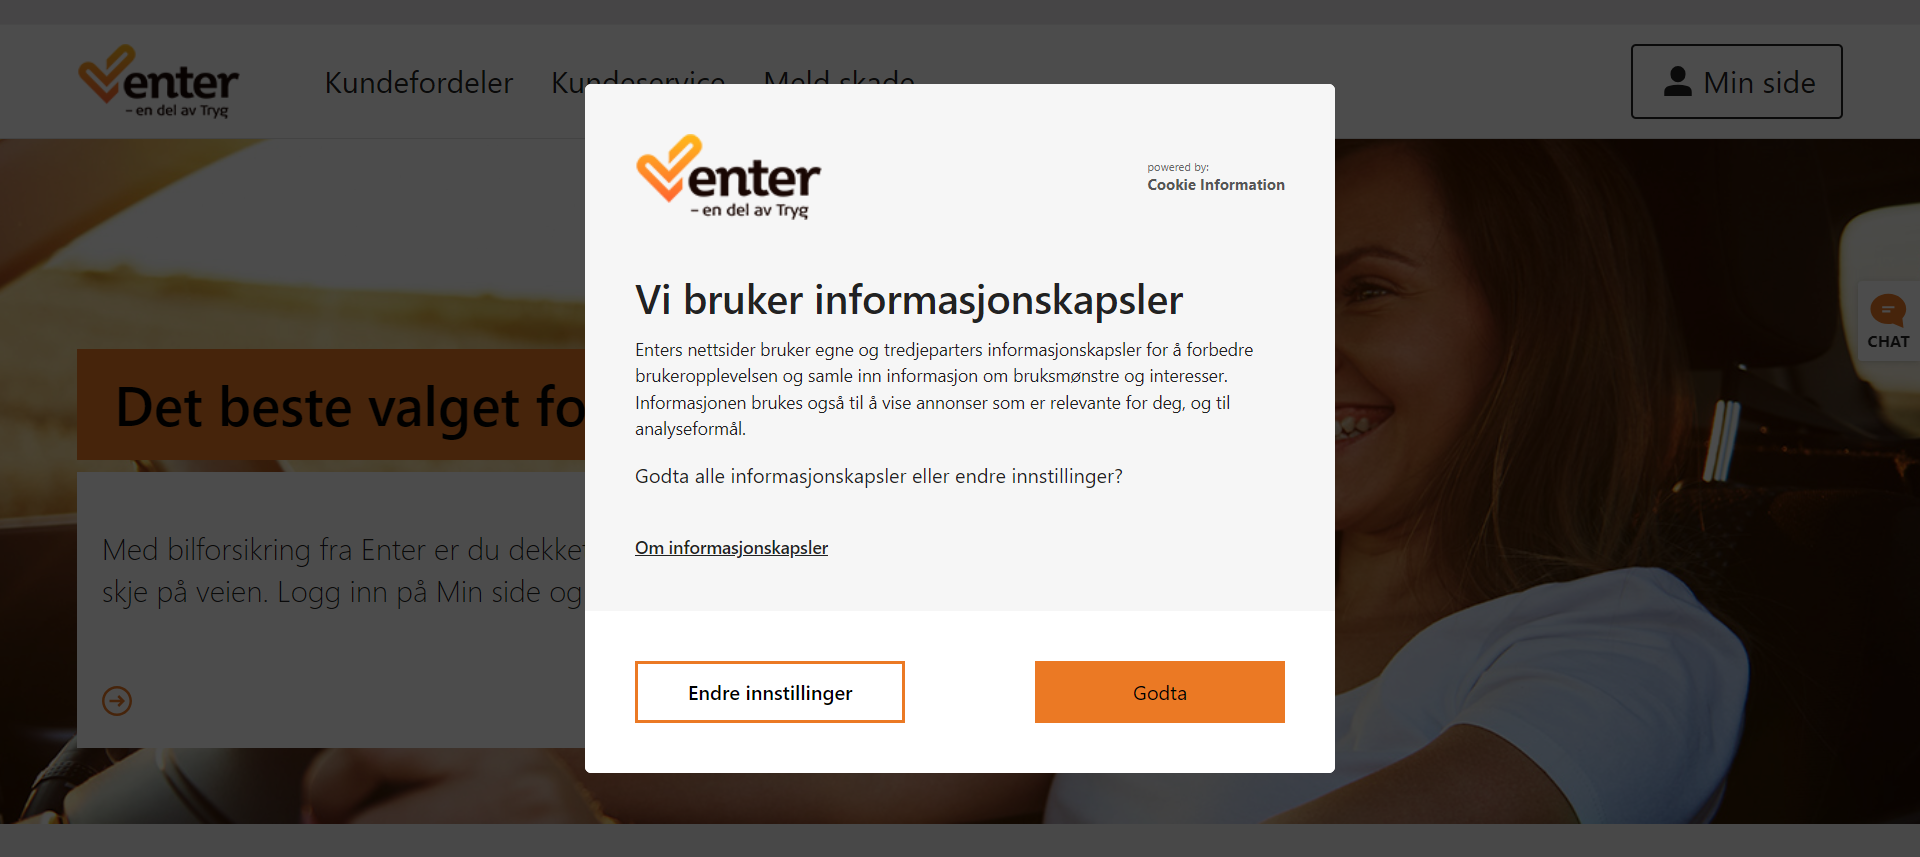 enter
– en del av Tryg
Kundefordeler
Kundeservice
Meld skade
Min side
enter
– en del av Tryg
powered by:
Cookie Information
Vi bruker informasjonskapsler
Enters nettsider bruker egne og tredjeparters informasjonskapsler for å forbedre
brukeropplevelsen og samle inn informasjon om bruksmønstre og interesser.
Informasjonen brukes også til å vise annonser som er relevante for deg, og til
analyseformål.
Godta alle informasjonskapsler eller endre innstillinger?
Om informasjonskapsler
Endre innstillinger
Godta
Det beste valget fo
Med bilforsikring fra Enter er du dekket
skje på veien. Logg inn på Min side og
CHAT